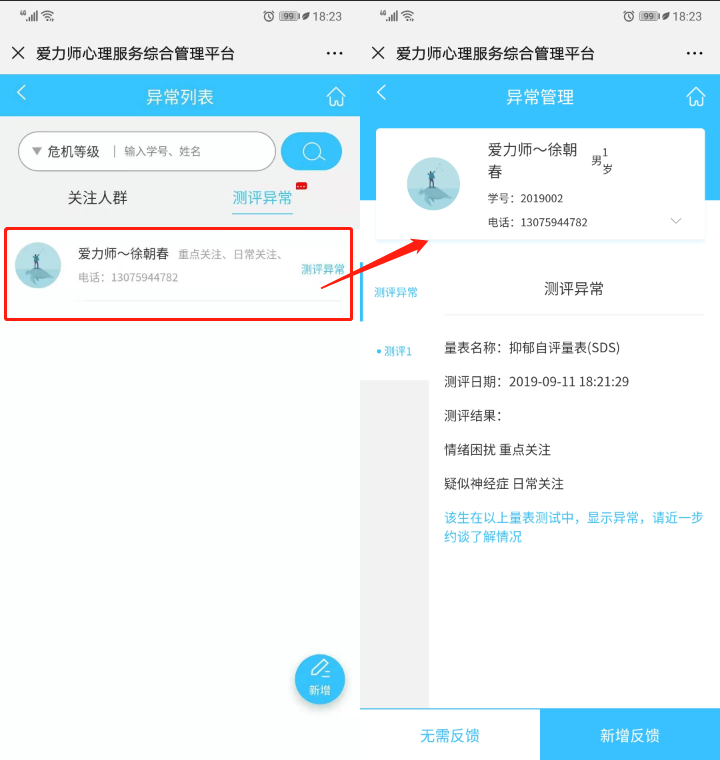 4G 99 18:23
爱力师心理服务综合管理平台
异常列表
危机等级 | 输入学号、姓名
关注人群 测评异常
爱力师～徐朝春 重点关注、日常关注、
电话：13075944782
测评异常
新增
4G 99 18:23
爱力师心理服务综合管理平台
异常管理
爱力师～徐朝
春
男 1
岁
学号：2019002
电话：13075944782
测评异常
测评异常
• 测评1
量表名称：抑郁自评量表(SDS)
测评日期：2019-09-11 18:21:29
测评结果：
情绪困扰 重点关注
疑似神经症 日常关注
该生在以上量表测试中，显示异常，请近一步
约谈了解情况
无需反馈 新增反馈